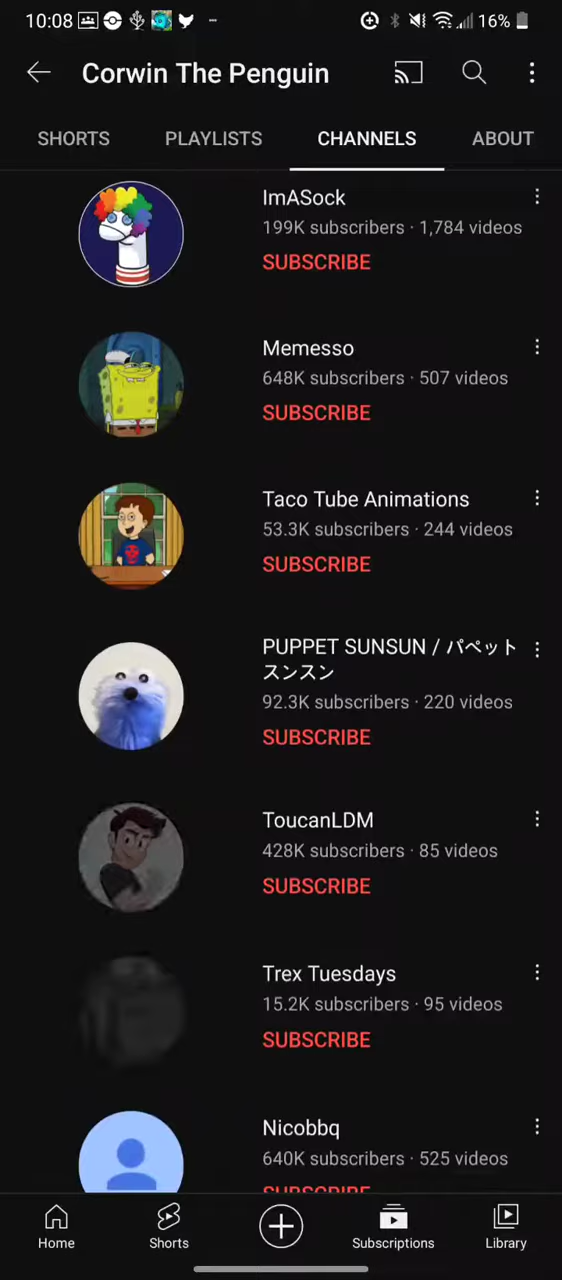 10:08
16%
Corwin The Penguin
SHORTS PLAYLISTS CHANNELS ABOUT
ImASock
199K subscribers · 1,784 videos
SUBSCRIBE
Memesso
648K subscribers · 507 videos
SUBSCRIBE
Taco Tube Animations
53.3K subscribers · 244 videos
SUBSCRIBE
PUPPET SUNSUN / パペット
スンスン
92.3K subscribers · 220 videos
SUBSCRIBE
ToucanLDM
428K subscribers · 85 videos
SUBSCRIBE
Trex Tuesdays
15.2K subscribers · 95 videos
SUBSCRIBE
Nicobbq
640K subscribers · 525 videos
SUBSCRIBE
Home Shorts Subscriptions Library